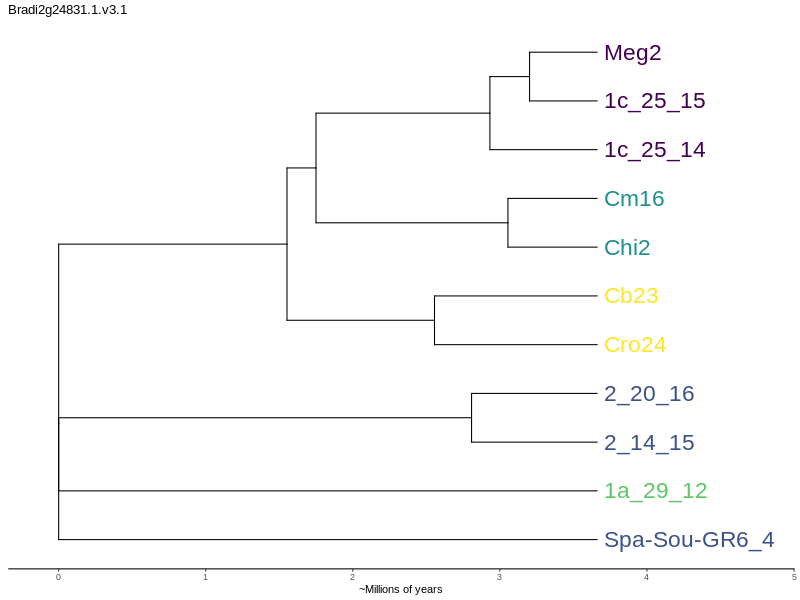 Bradi2g24831.1.v3.1
Meg2
1c_25_15
1c_25_14
Cm16
Chi2
Cb23
Cro24
2_20_16
2_14_15
1a_29_12
Spa-Sou-GR6_4
0 1 2 3 4 5
~Millions of years